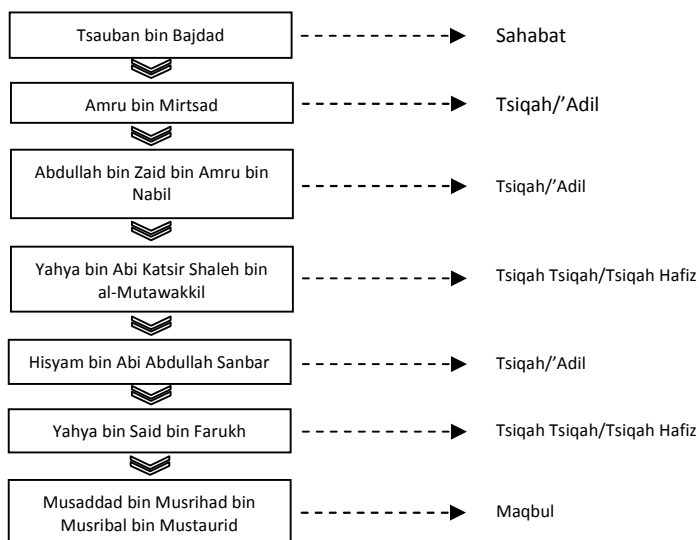 Tsauban bin Bajdad
Sahabat
Amru bin Mirtsad
Tsiqah/’Adil
Abdullah bin Zaid bin Amru bin
Nabil
Tsiqah/’Adil
Yahya bin Abi Katsir Shaleh bin
al-Mutawakkil
Tsiqah Tsiqah/Tsiqah Hafiz
Hisyam bin Abi Abdullah Sanbar
Tsiqah/’Adil
Yahya bin Said bin Farukh
Tsiqah Tsiqah/Tsiqah Hafiz
Musaddad bin Musrihad bin
Musribal bin Mustaurid
Maqbul